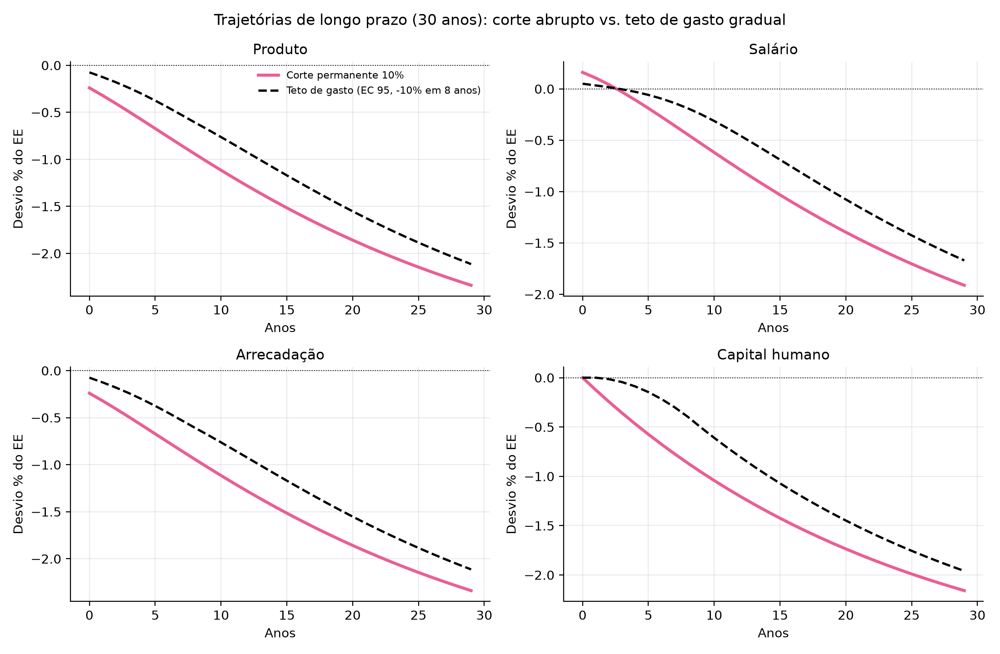 Trajetórias de longo prazo (30 anos): corte abrupto vs. teto de gasto gradual
Produto
Desvio % do EE
0.0
−0.5
−1.0
−1.5
−2.0
Corte permanente 10%
Teto de gasto (EC 95, -10% em 8 anos)
0 5 10 15 20 25 30
Anos
Salário
Desvio % do EE
0.0
−0.5
−1.0
−1.5
−2.0
0 5 10 15 20 25 30
Anos
Arrecadação
Desvio % do EE
0.0
−0.5
−1.0
−1.5
−2.0
0 5 10 15 20 25 30
Anos
Capital humano
Desvio % do EE
0.0
−0.5
−1.0
−1.5
−2.0
0 5 10 15 20 25 30
Anos